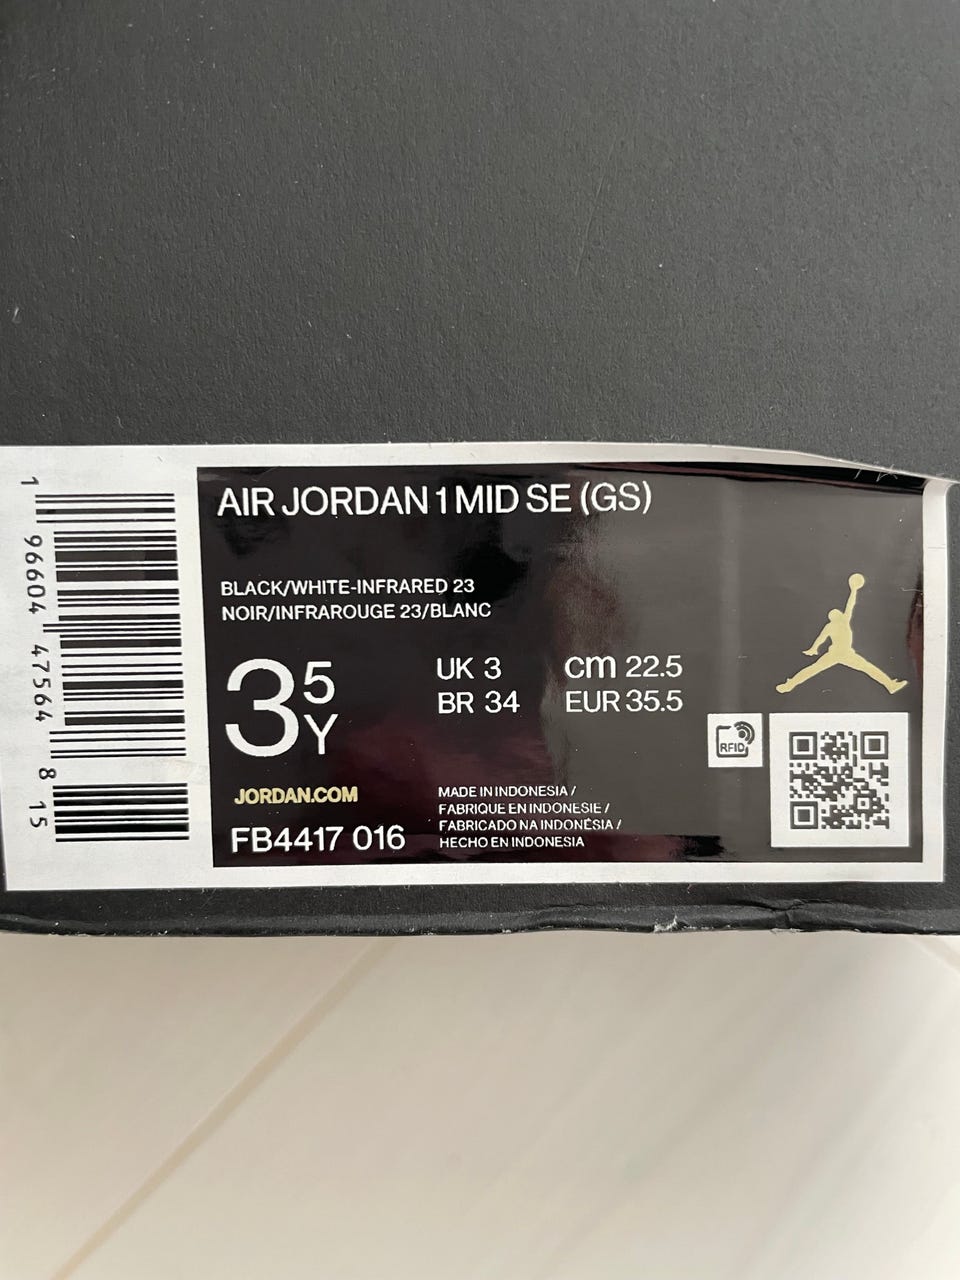 AIR JORDAN 1 MID SE (GS)
BLACK/WHITE-INFRARED 23
NOIR/INFRAROUGE 23/BLANC
3 5 Y
UK 3 cm 22.5
BR 34 EUR 35.5
RFID
JORDAN.COM
FB4417 016
MADE IN INDONESIA /
FABRIQUE EN INDONESIE /
FABRICADO NA INDONÉSIA /
HECHO EN INDONESIA
1 96604 47564 8 15